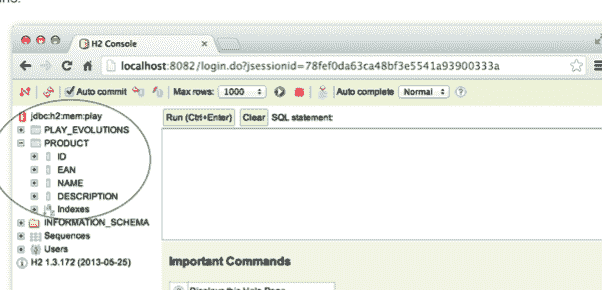 H2 Console
localhost:8082/login.do?jsessionid=78fef0da63ca48bf3e5541a93900333a
Auto commit Max rows: 1000 Auto complete Normal
jdbc:h2:mem:play
Run (Ctrl+Enter) Clear SQL statement:
PLAY_EVOLUTIONS
PRODUCT
ID
EAN
NAME
DESCRIPTION
Indexes
INFORMATION_SCHEMA
Sequences
Users
H2 1.3.172 (2013-05-25)
Important Commands